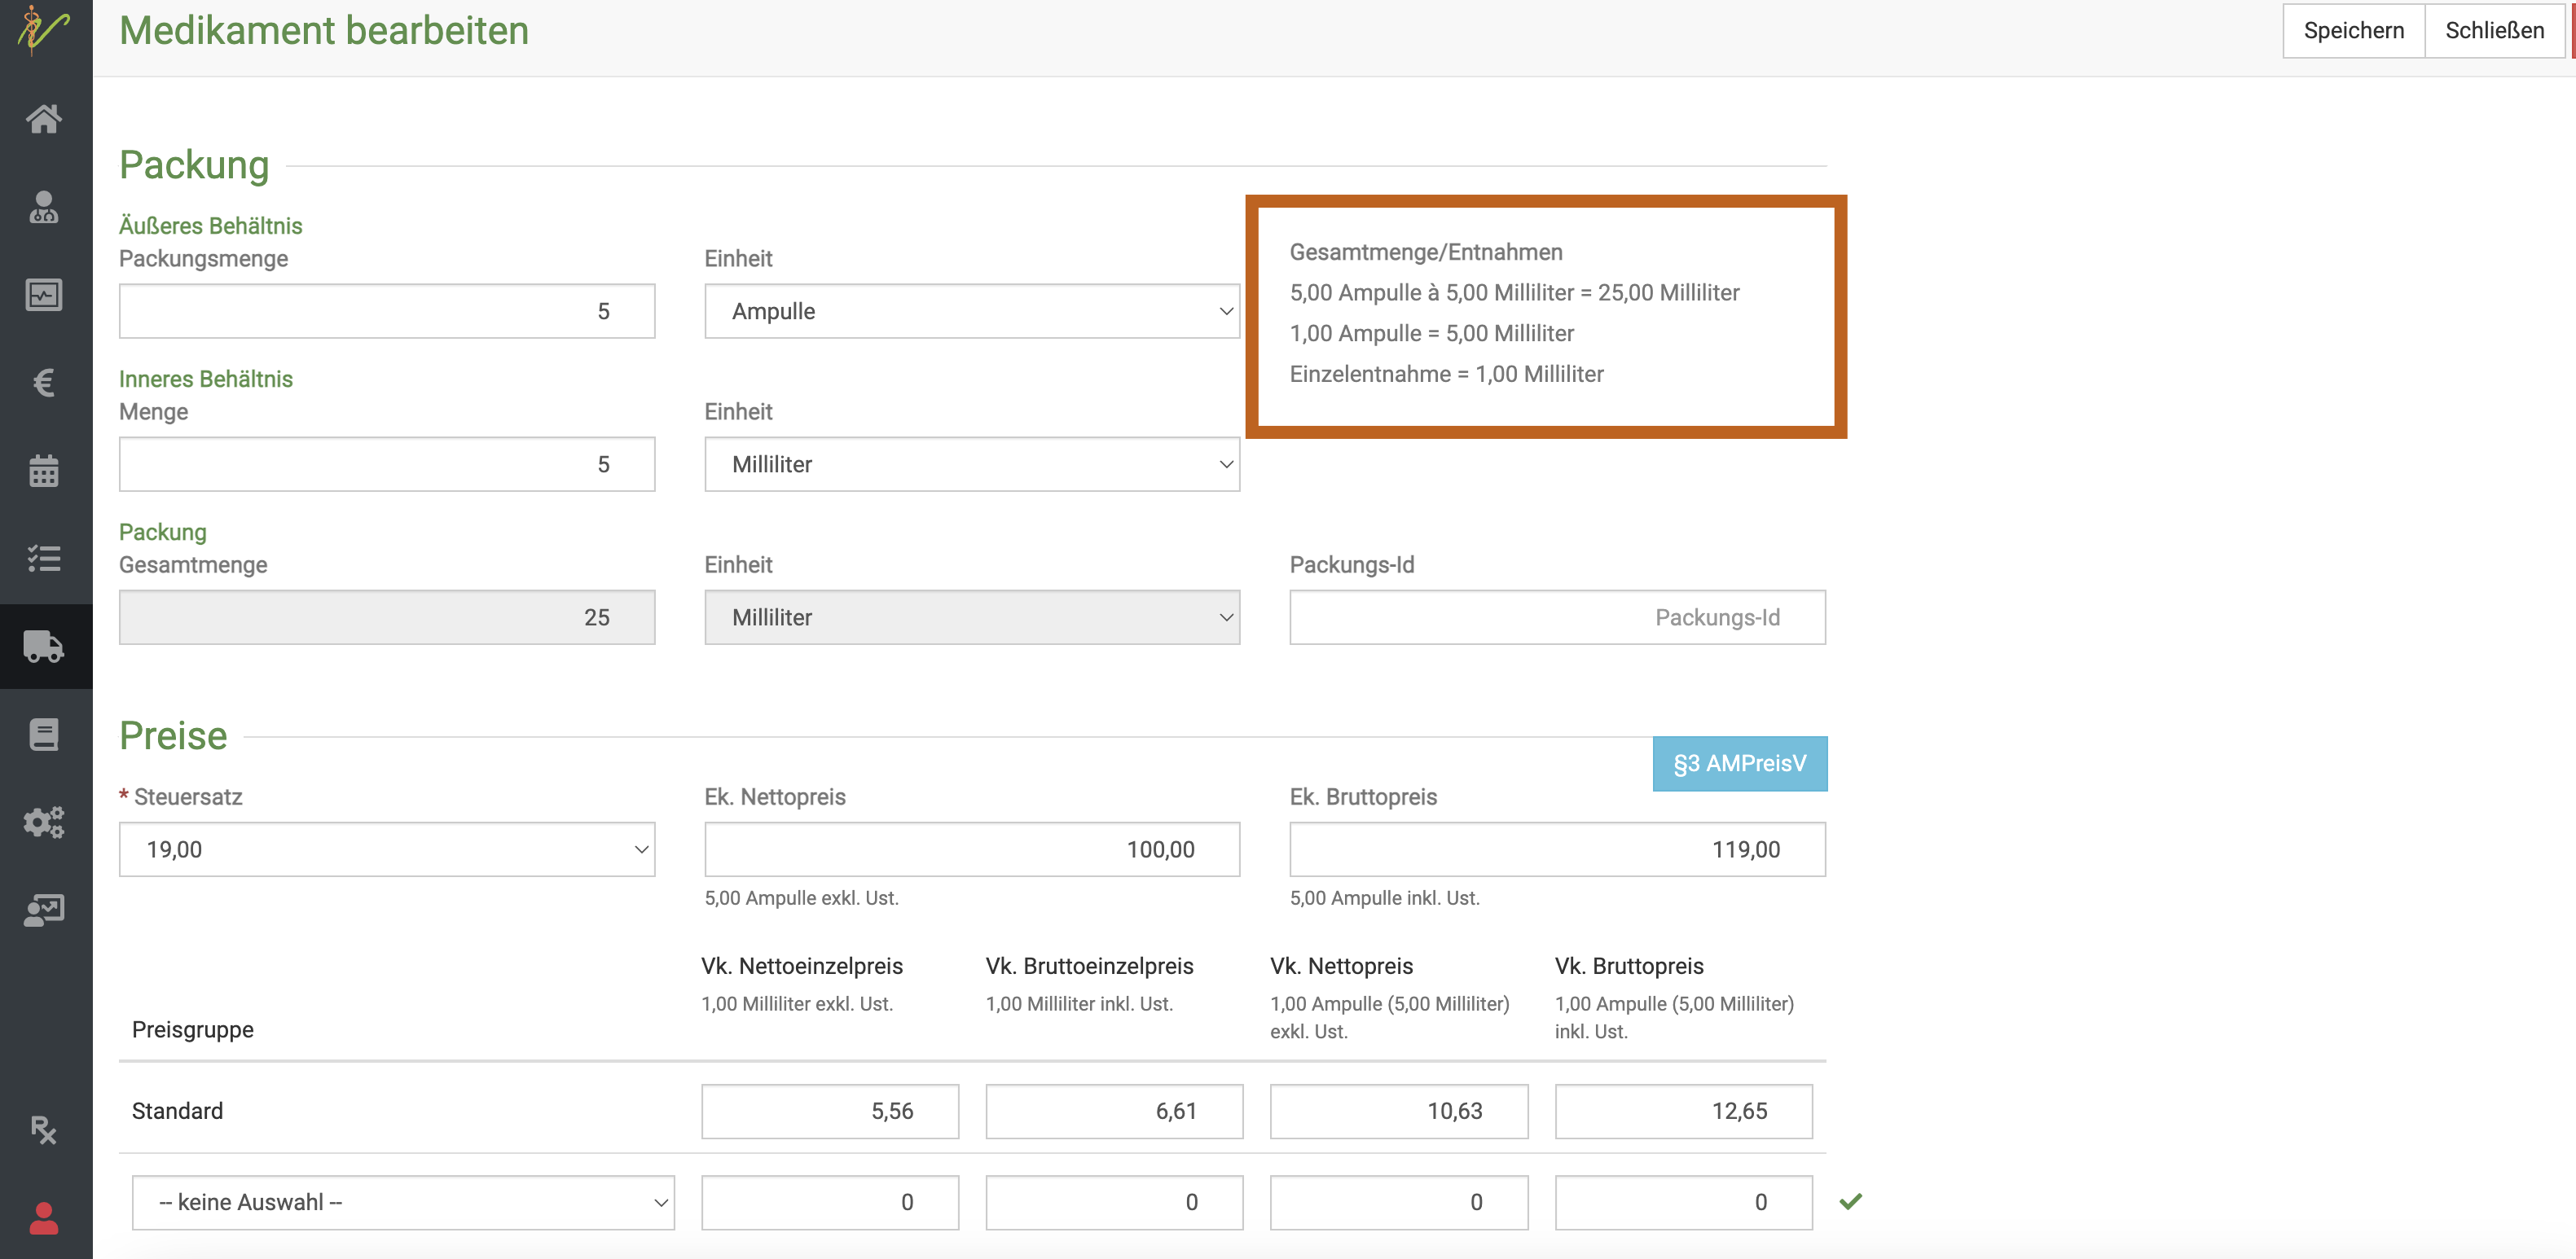 Medikament bearbeiten
Speichern
Schließen
Packung
Äußeres Behältnis
Packungsmenge
Einheit
5
Ampulle
Gesamtmenge/Entnahmen
5,00 Ampulle à 5,00 Milliliter = 25,00 Milliliter
1,00 Ampulle = 5,00 Milliliter
Einzelentnahme = 1,00 Milliliter
Inneres Behältnis
Menge
Einheit
5
Milliliter
Packung
Gesamtmenge
Einheit
Packungs-Id
25
Milliliter
Packungs-Id
Preise
§3 AMPreisV
* Steuersatz
Ek. Nettopreis
Ek. Bruttopreis
19,00
100,00
119,00
5,00 Ampulle exkl. Ust.
5,00 Ampulle inkl. Ust.
Preisgruppe
Vk. Nettoeinzelpreis
1,00 Milliliter exkl. Ust.
Vk. Bruttoeinzelpreis
1,00 Milliliter inkl. Ust.
Vk. Nettopreis
1,00 Ampulle (5,00 Milliliter)
exkl. Ust.
Vk. Bruttopreis
1,00 Ampulle (5,00 Milliliter)
inkl. Ust.
Standard
5,56
6,61
10,63
12,65
-- keine Auswahl --
0
0
0
0